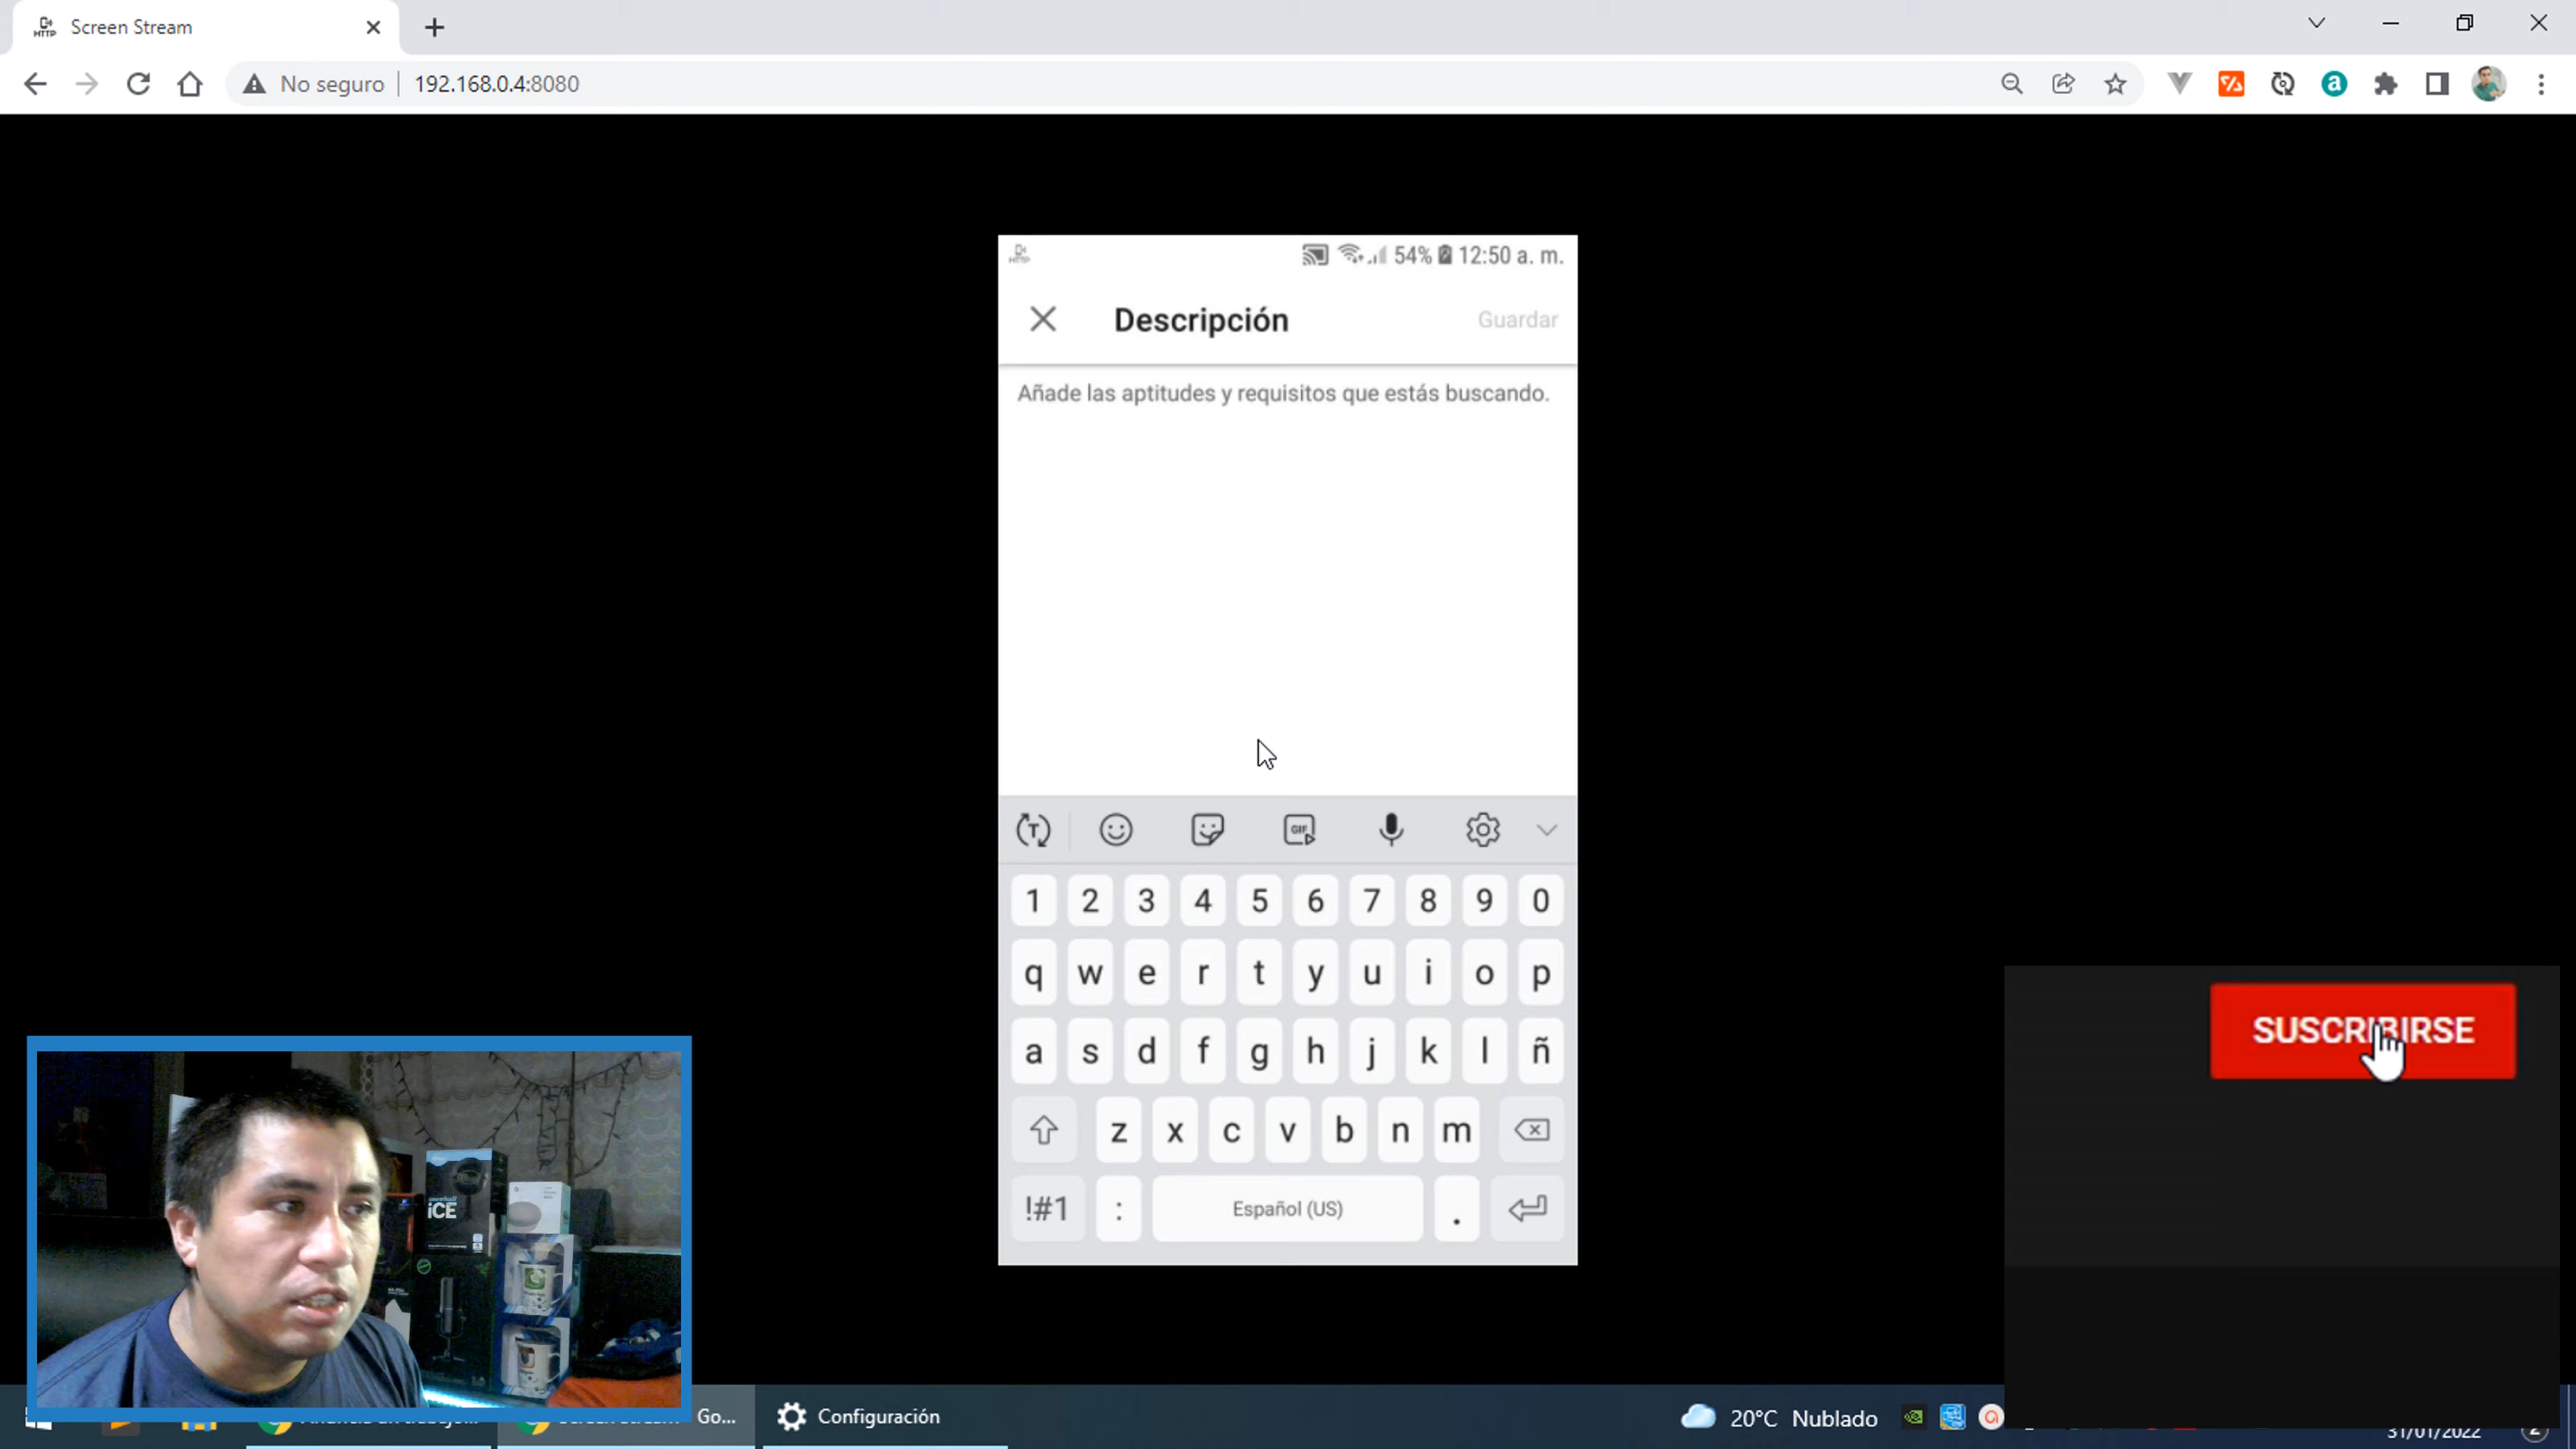 Screen Stream
No seguro
192.168.0.4:8080
HTTP
54% 12:50 a. m.
Descripción
Guardar
Añade las aptitudes y requisitos que estás buscando.
GIF
1 2 3 4 5 6 7 8 9 0
q w e r t y u i o p
a s d f g h j k l ñ
z x c v b n m
!#1 : Español (US) .
SUSCRIBIRSE
iCE
Go...
Configuración
20°C Nublado
31/01/2022